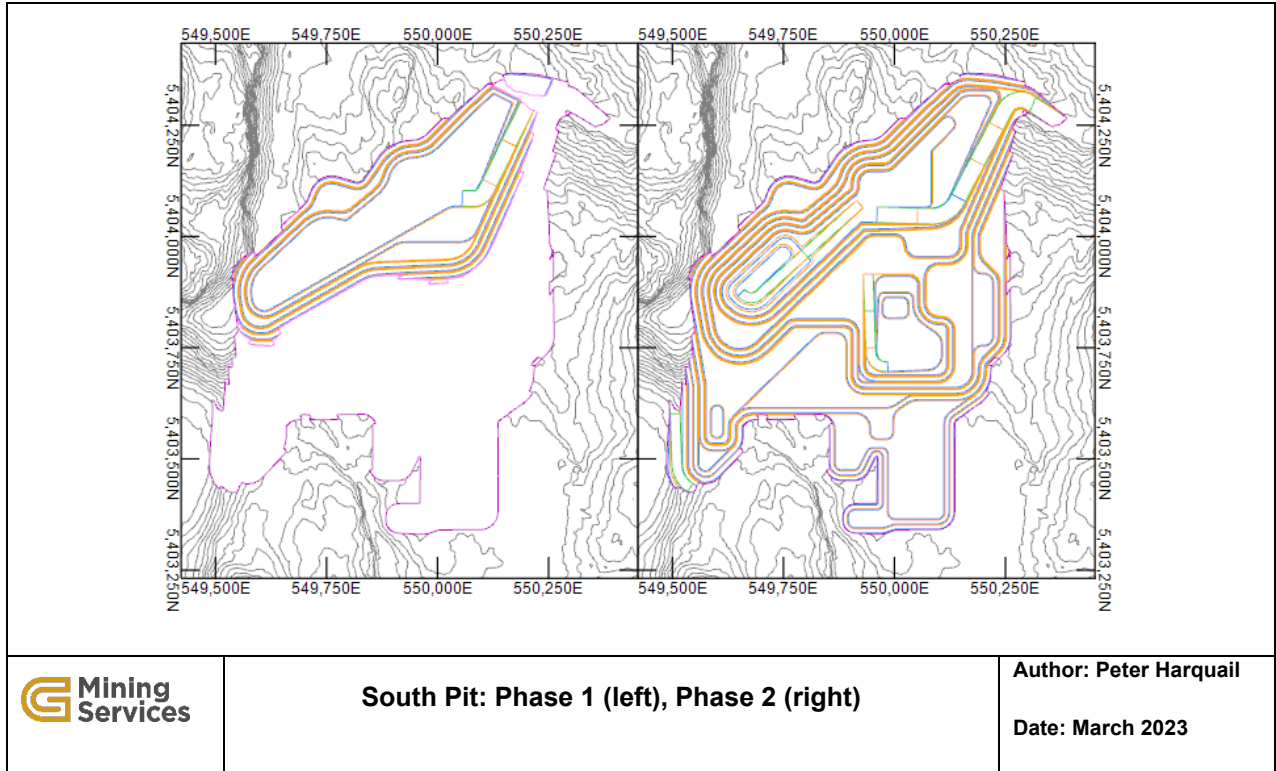 549,500E 549,750E 550,000E 550,250E 549,500E 549,750E 550,000E 550,250E
5,404,250N
5,404,000N
5,403,750N
5,403,500N
5,403,250N
5,404,250N
5,404,000N
5,403,750N
5,403,500N
5,403,250N
549,500E 549,750E 550,000E 550,250E 549,500E 549,750E 550,000E 550,250E
G Mining
Services
South Pit: Phase 1 (left), Phase 2 (right)
Author: Peter Harquail
Date: March 2023